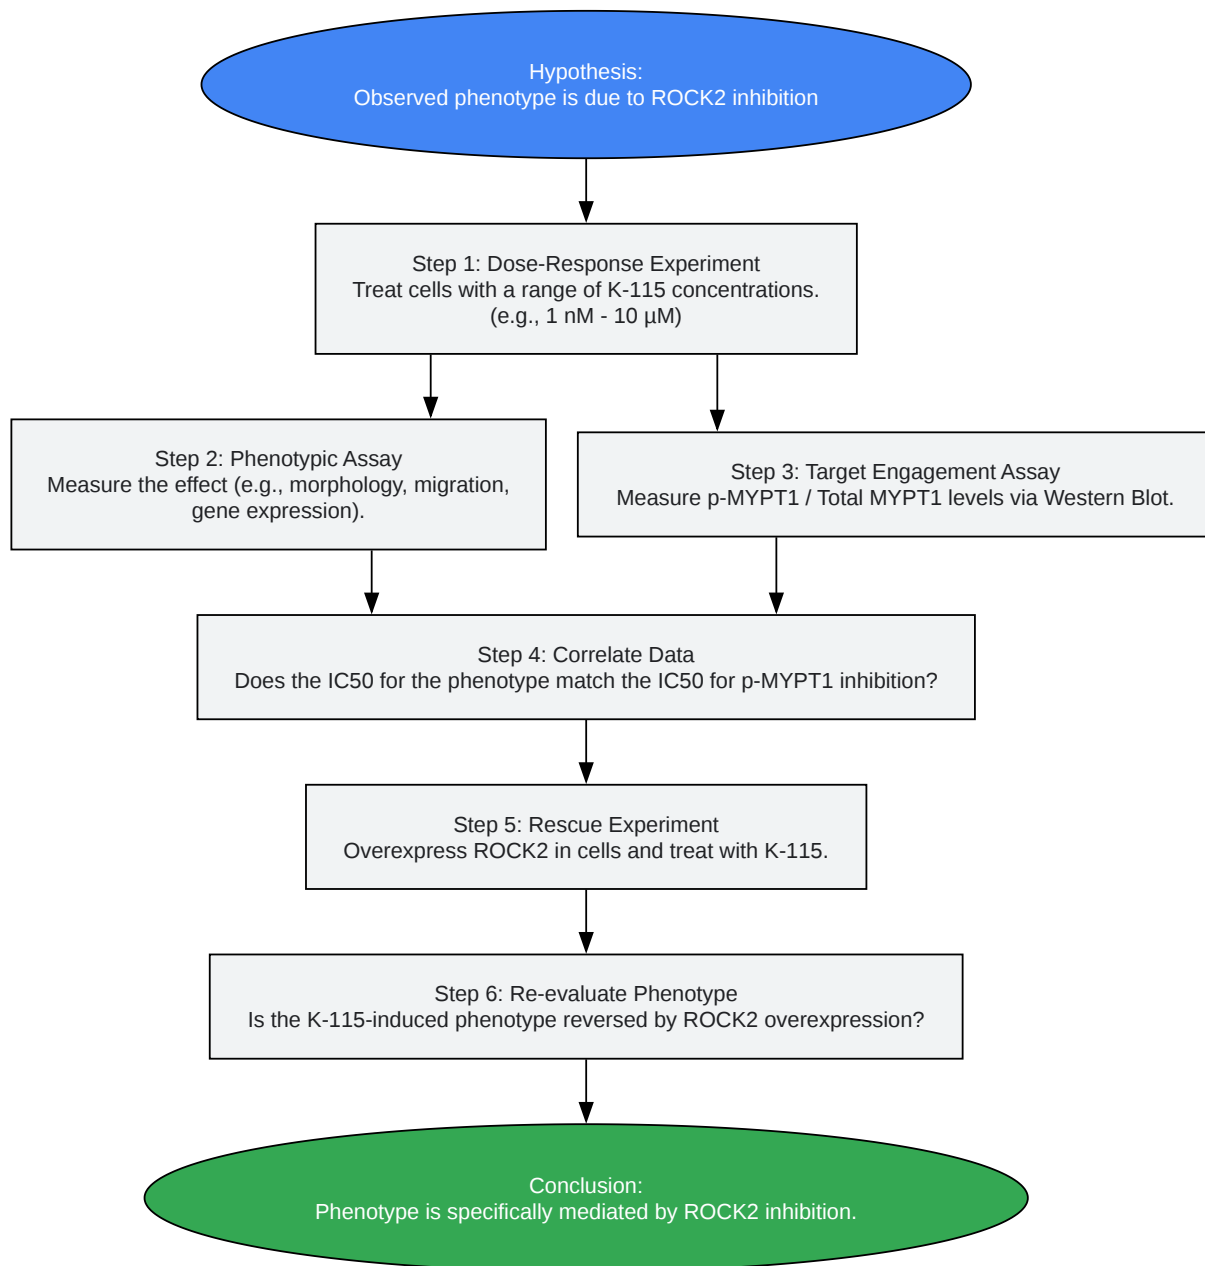 Hypothesis:
Observed phenotype is due to ROCK2 inhibition
Step 1: Dose-Response Experiment
Treat cells with a range of K-115 concentrations.
(e.g., 1 nM - 10 µM)
Step 2: Phenotypic Assay
Measure the effect (e.g., morphology, migration,
gene expression).
Step 3: Target Engagement Assay
Measure p-MYPT1 / Total MYPT1 levels via Western Blot.
Step 4: Correlate Data
Does the IC50 for the phenotype match the IC50 for p-MYPT1 inhibition?
Step 5: Rescue Experiment
Overexpress ROCK2 in cells and treat with K-115.
Step 6: Re-evaluate Phenotype
Is the K-115-induced phenotype reversed by ROCK2 overexpression?
Conclusion:
Phenotype is specifically mediated by ROCK2 inhibition.